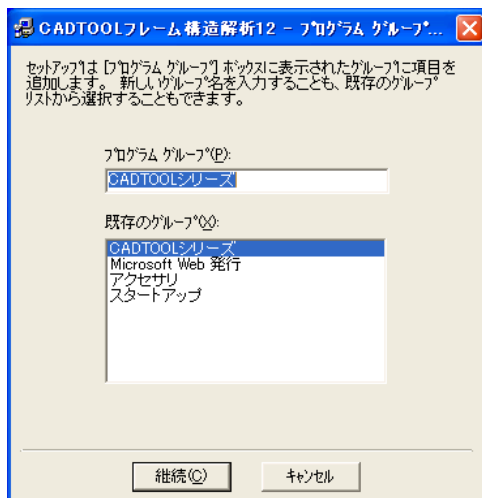 CADTOOLフレーム構造解析12 - ﾌﾟﾛｸﾞﾗﾑ ｸﾞﾙｰﾌﾟ...
ｾｯﾄｱｯﾌﾟは [ﾌﾟﾛｸﾞﾗﾑ ｸﾞﾙｰﾌﾟ] ﾎﾞｯｸｽに表示されたｸﾞﾙｰﾌﾟに項目を
追加します。 新しいｸﾞﾙｰﾌﾟ名を入力することも、既存のｸﾞﾙｰﾌﾟ
ﾘｽﾄから選択することもできます。
ﾌﾟﾛｸﾞﾗﾑ ｸﾞﾙｰﾌﾟ(P):
CADTOOLシリーズ
既存のｸﾞﾙｰﾌﾟ(X):
CADTOOLシリーズ
Microsoft Web 発行
アクセサリ
スタートアップ
継続(C)
ｷｬﾝｾﾙ